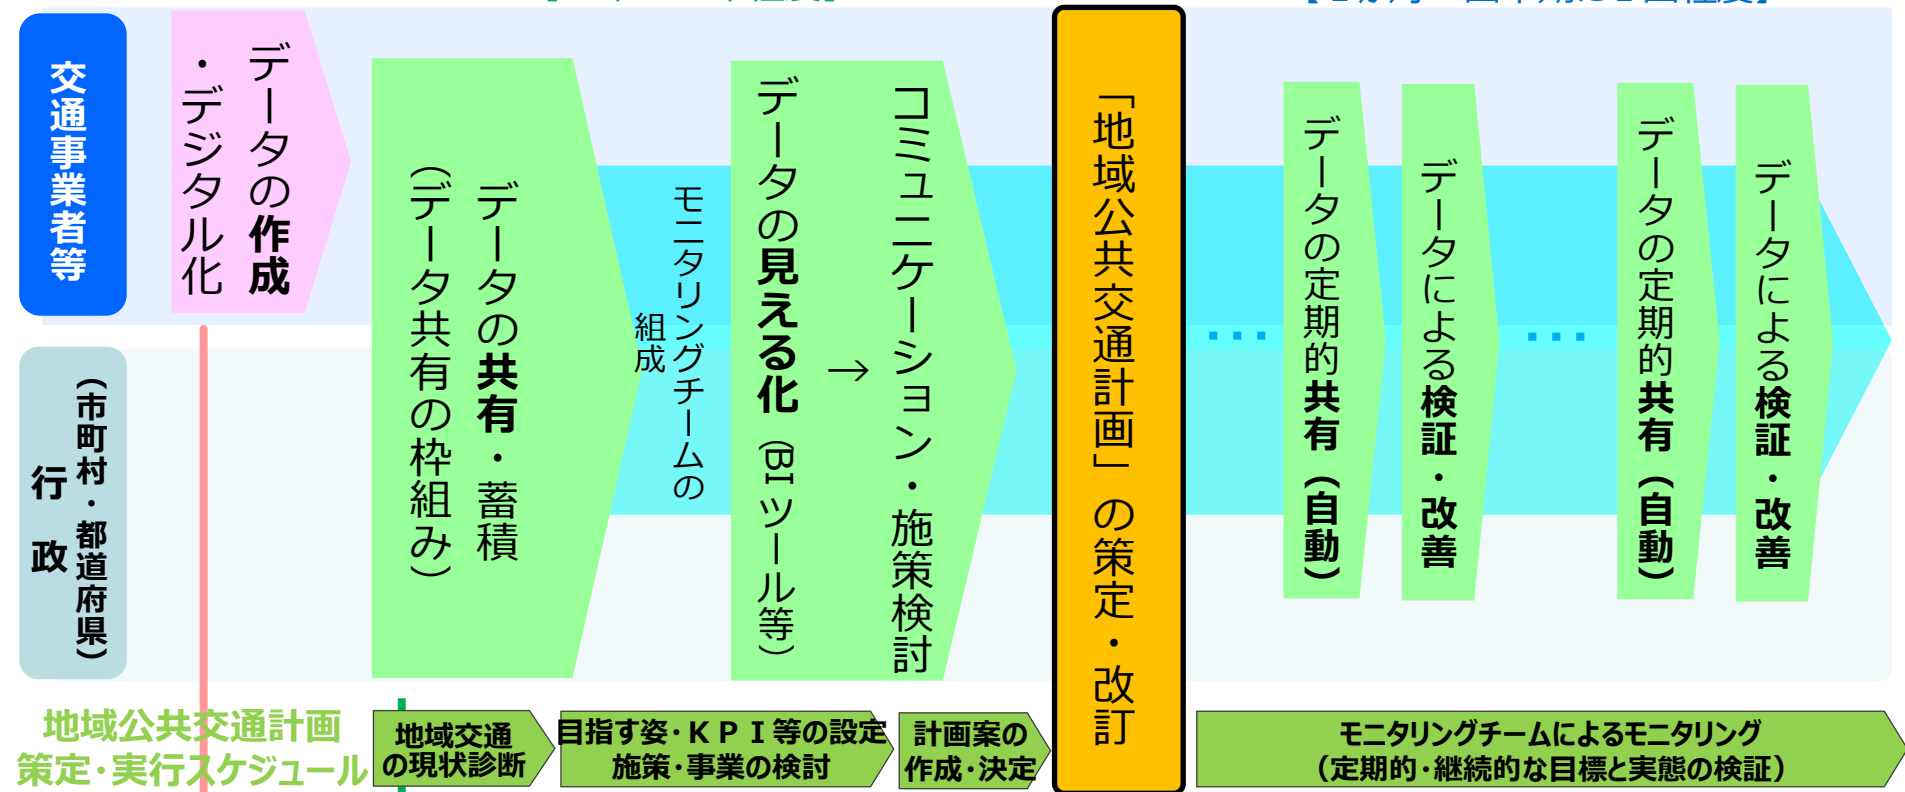 交通事業者等
データの作成
・デジタル化
データの共有・蓄積
（データ共有の枠組み）
モニタリングチームの
組成
データの見える化（BIツール等）
→
コミュニケーション・施策検討
「地域公共交通計画」の策定・改訂
…
データの定期的共有（自動）
データによる検証・改善
…
データの定期的共有（自動）
データによる検証・改善
行政
（市町村・都道府県）
地域公共交通計画
策定・実行スケジュール
地域交通
の現状診断
目指す姿・ＫＰＩ等の設定
施策・事業の検討
計画案の
作成・決定
モニタリングチームによるモニタリング
（定期的・継続的な目標と実態の検証）